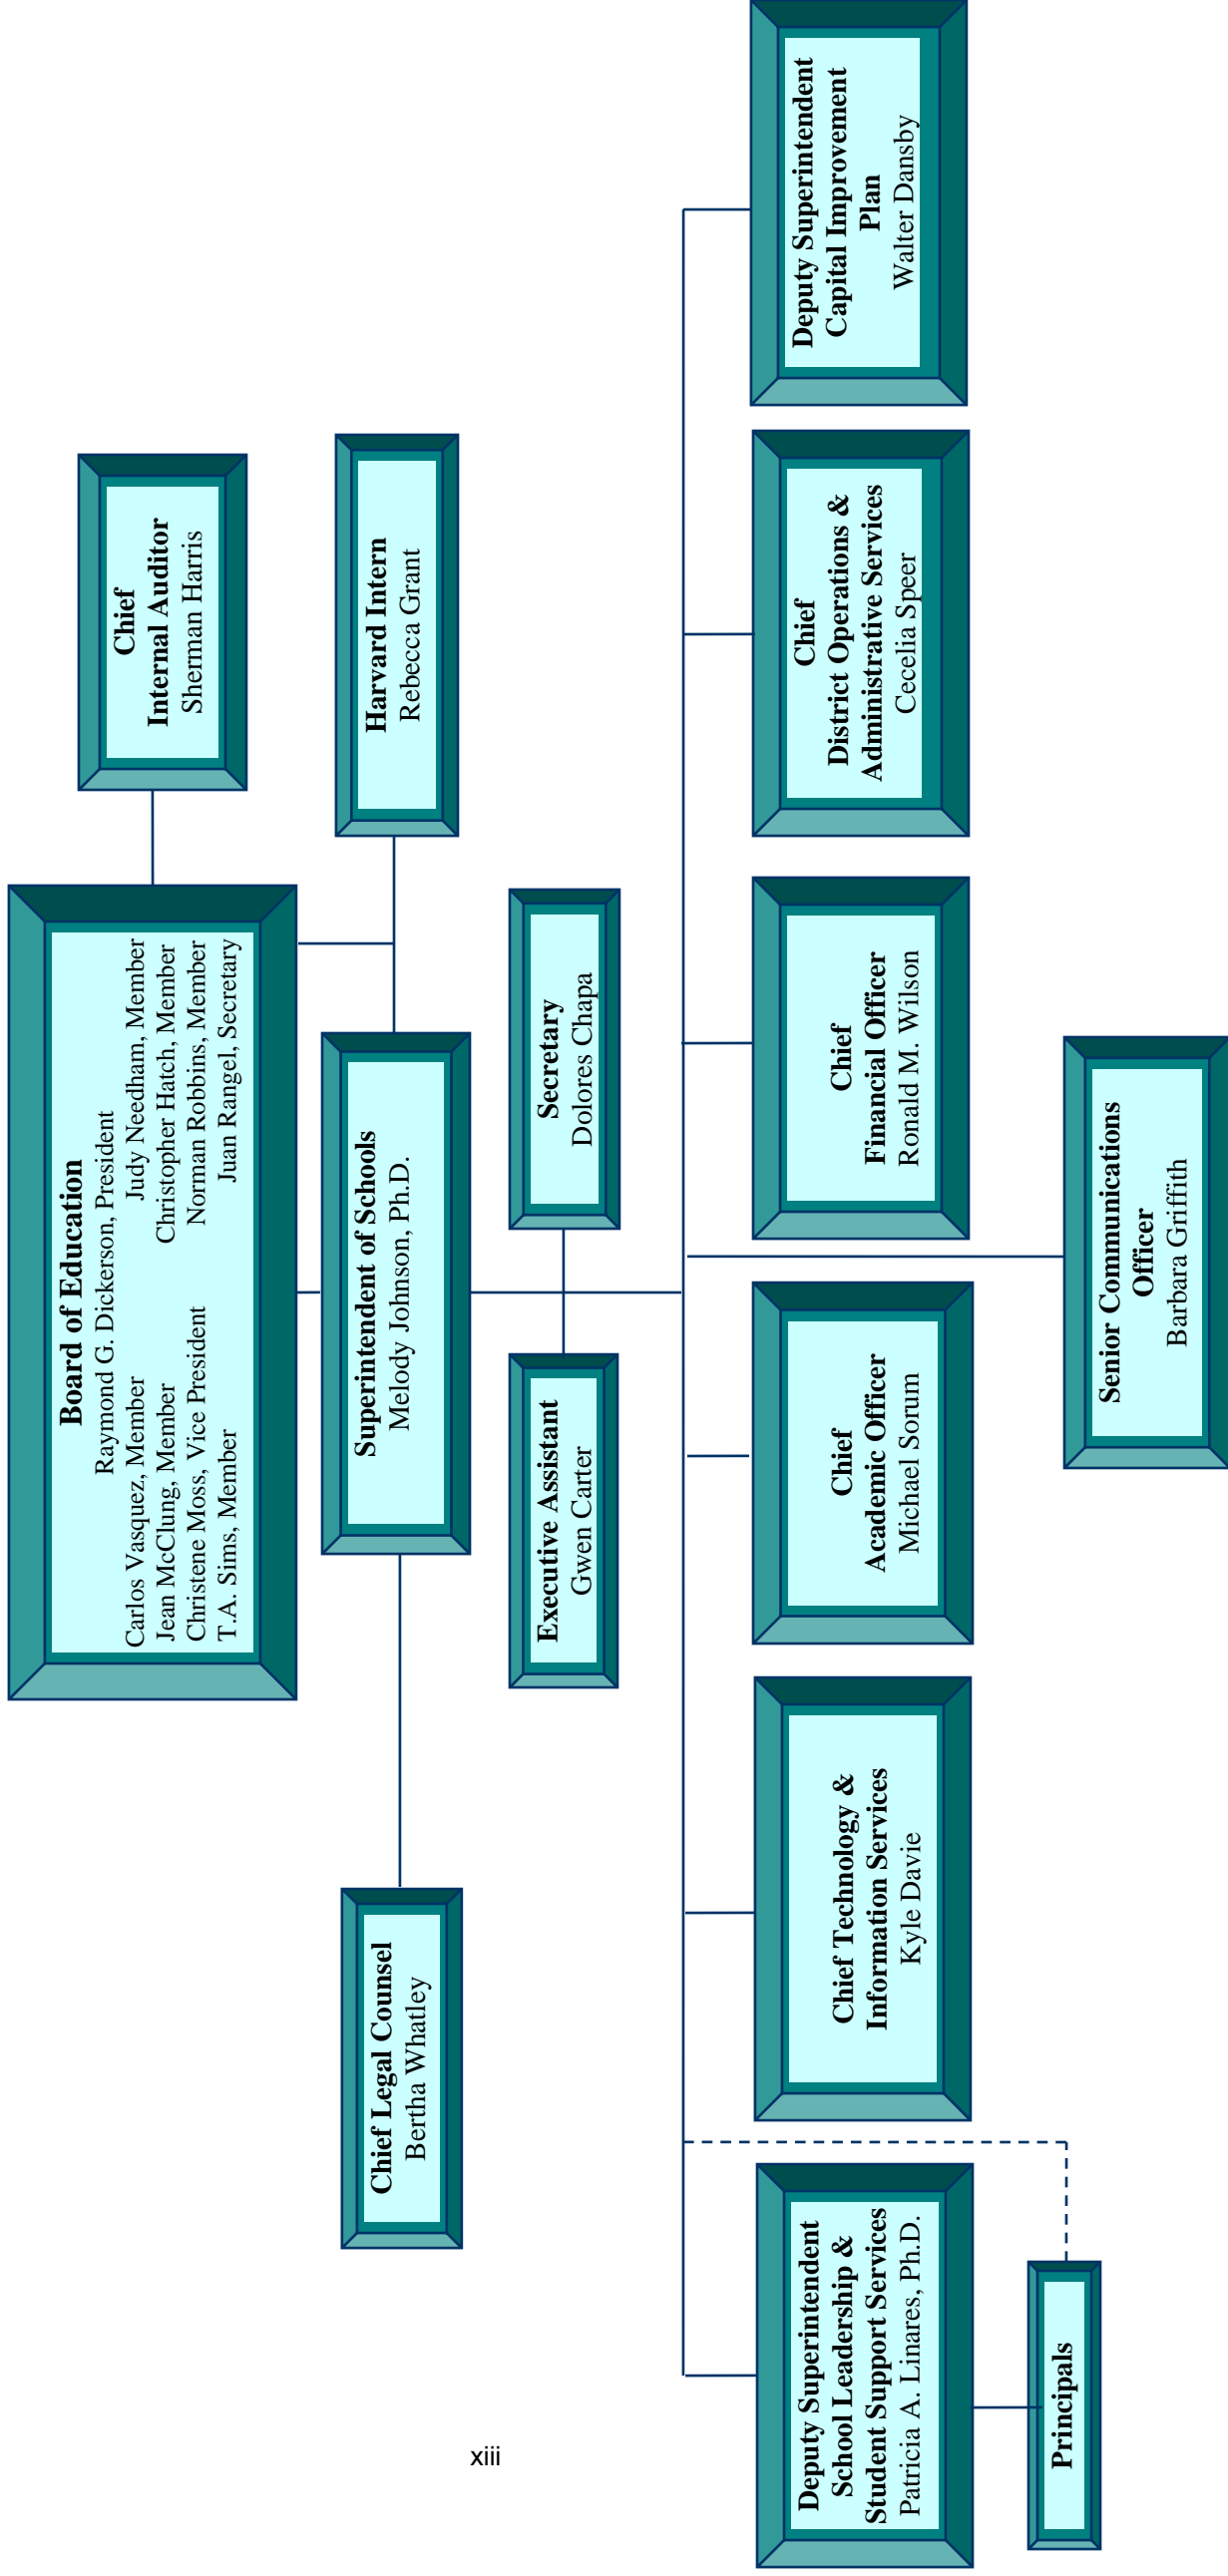 Board of Education
Raymond G. Dickerson, President
Carlos Vasquez, Member Judy Needham, Member
Jean McClung, Member Christopher Hatch, Member
Christene Moss, Vice President Norman Robbins, Member
T.A. Sims, Member Juan Rangel, Secretary
Chief
Internal Auditor
Sherman Harris
Chief Legal Counsel
Bertha Whatley
Superintendent of Schools
Melody Johnson, Ph.D.
Harvard Intern
Rebecca Grant
Executive Assistant
Gwen Carter
Secretary
Dolores Chapa
Deputy Superintendent
School Leadership &
Student Support Services
Patricia A. Linares, Ph.D.
Chief Technology &
Information Services
Kyle Davie
Chief
Academic Officer
Michael Sorum
Chief
Financial Officer
Ronald M. Wilson
Chief
District Operations &
Administrative Services
Cecelia Speer
Deputy Superintendent
Capital Improvement
Plan
Walter Dansby
Principals
Senior Communications
Officer
Barbara Griffith
xiii